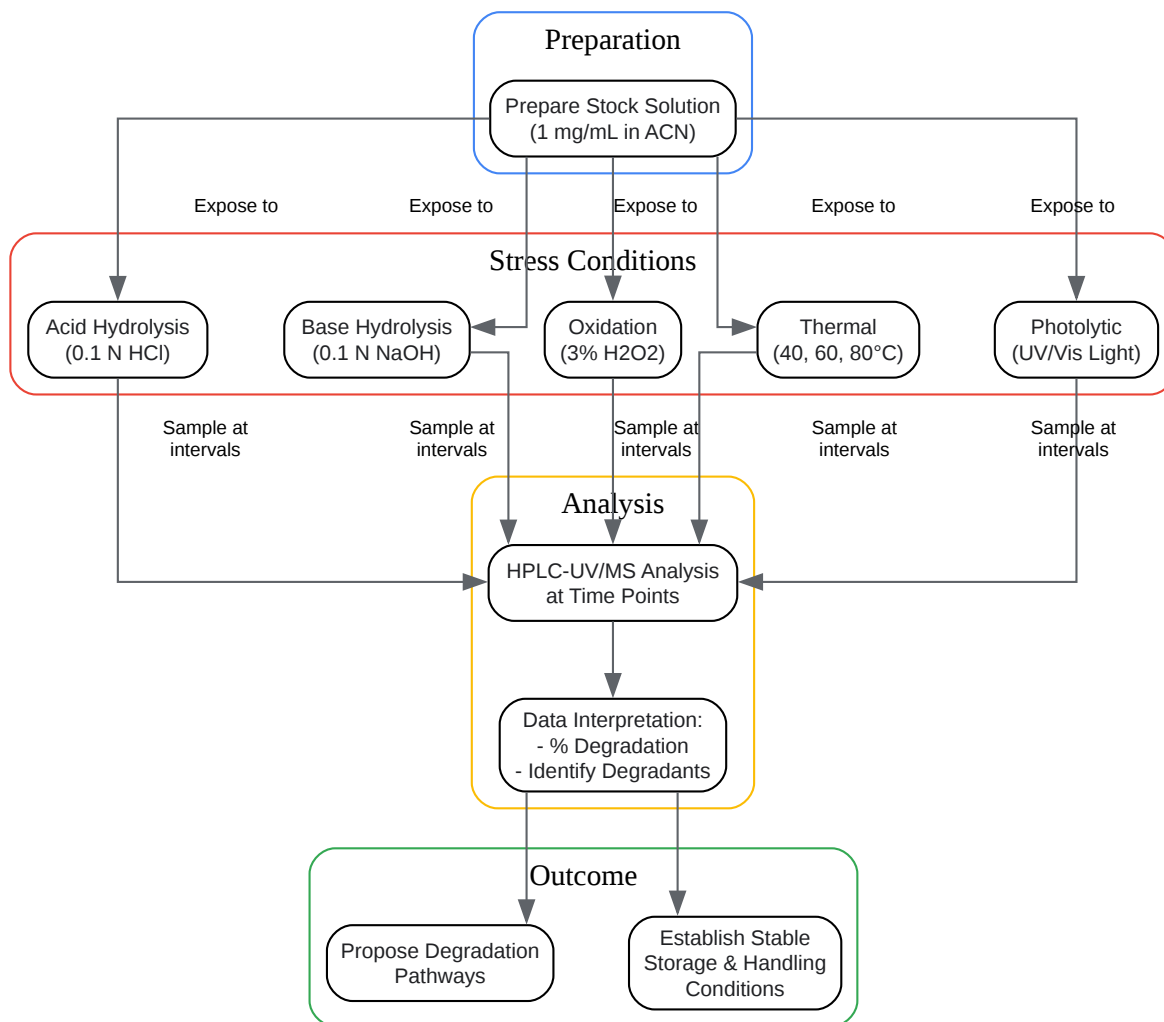 Preparation
Prepare Stock Solution
(1 mg/mL in ACN)
Expose to
Expose to
Expose to
Expose to
Expose to
Stress Conditions
Acid Hydrolysis
(0.1 N HCl)
Base Hydrolysis
(0.1 N NaOH)
Oxidation
(3% H2O2)
Thermal
(40, 60, 80°C)
Photolytic
(UV/Vis Light)
Sample at
intervals
Sample at
intervals
Sample at
intervals
Sample at
intervals
Sample at
intervals
Analysis
HPLC-UV/MS Analysis
at Time Points
Data Interpretation:
- % Degradation
- Identify Degradants
Outcome
Propose Degradation
Pathways
Establish Stable
Storage & Handling
Conditions